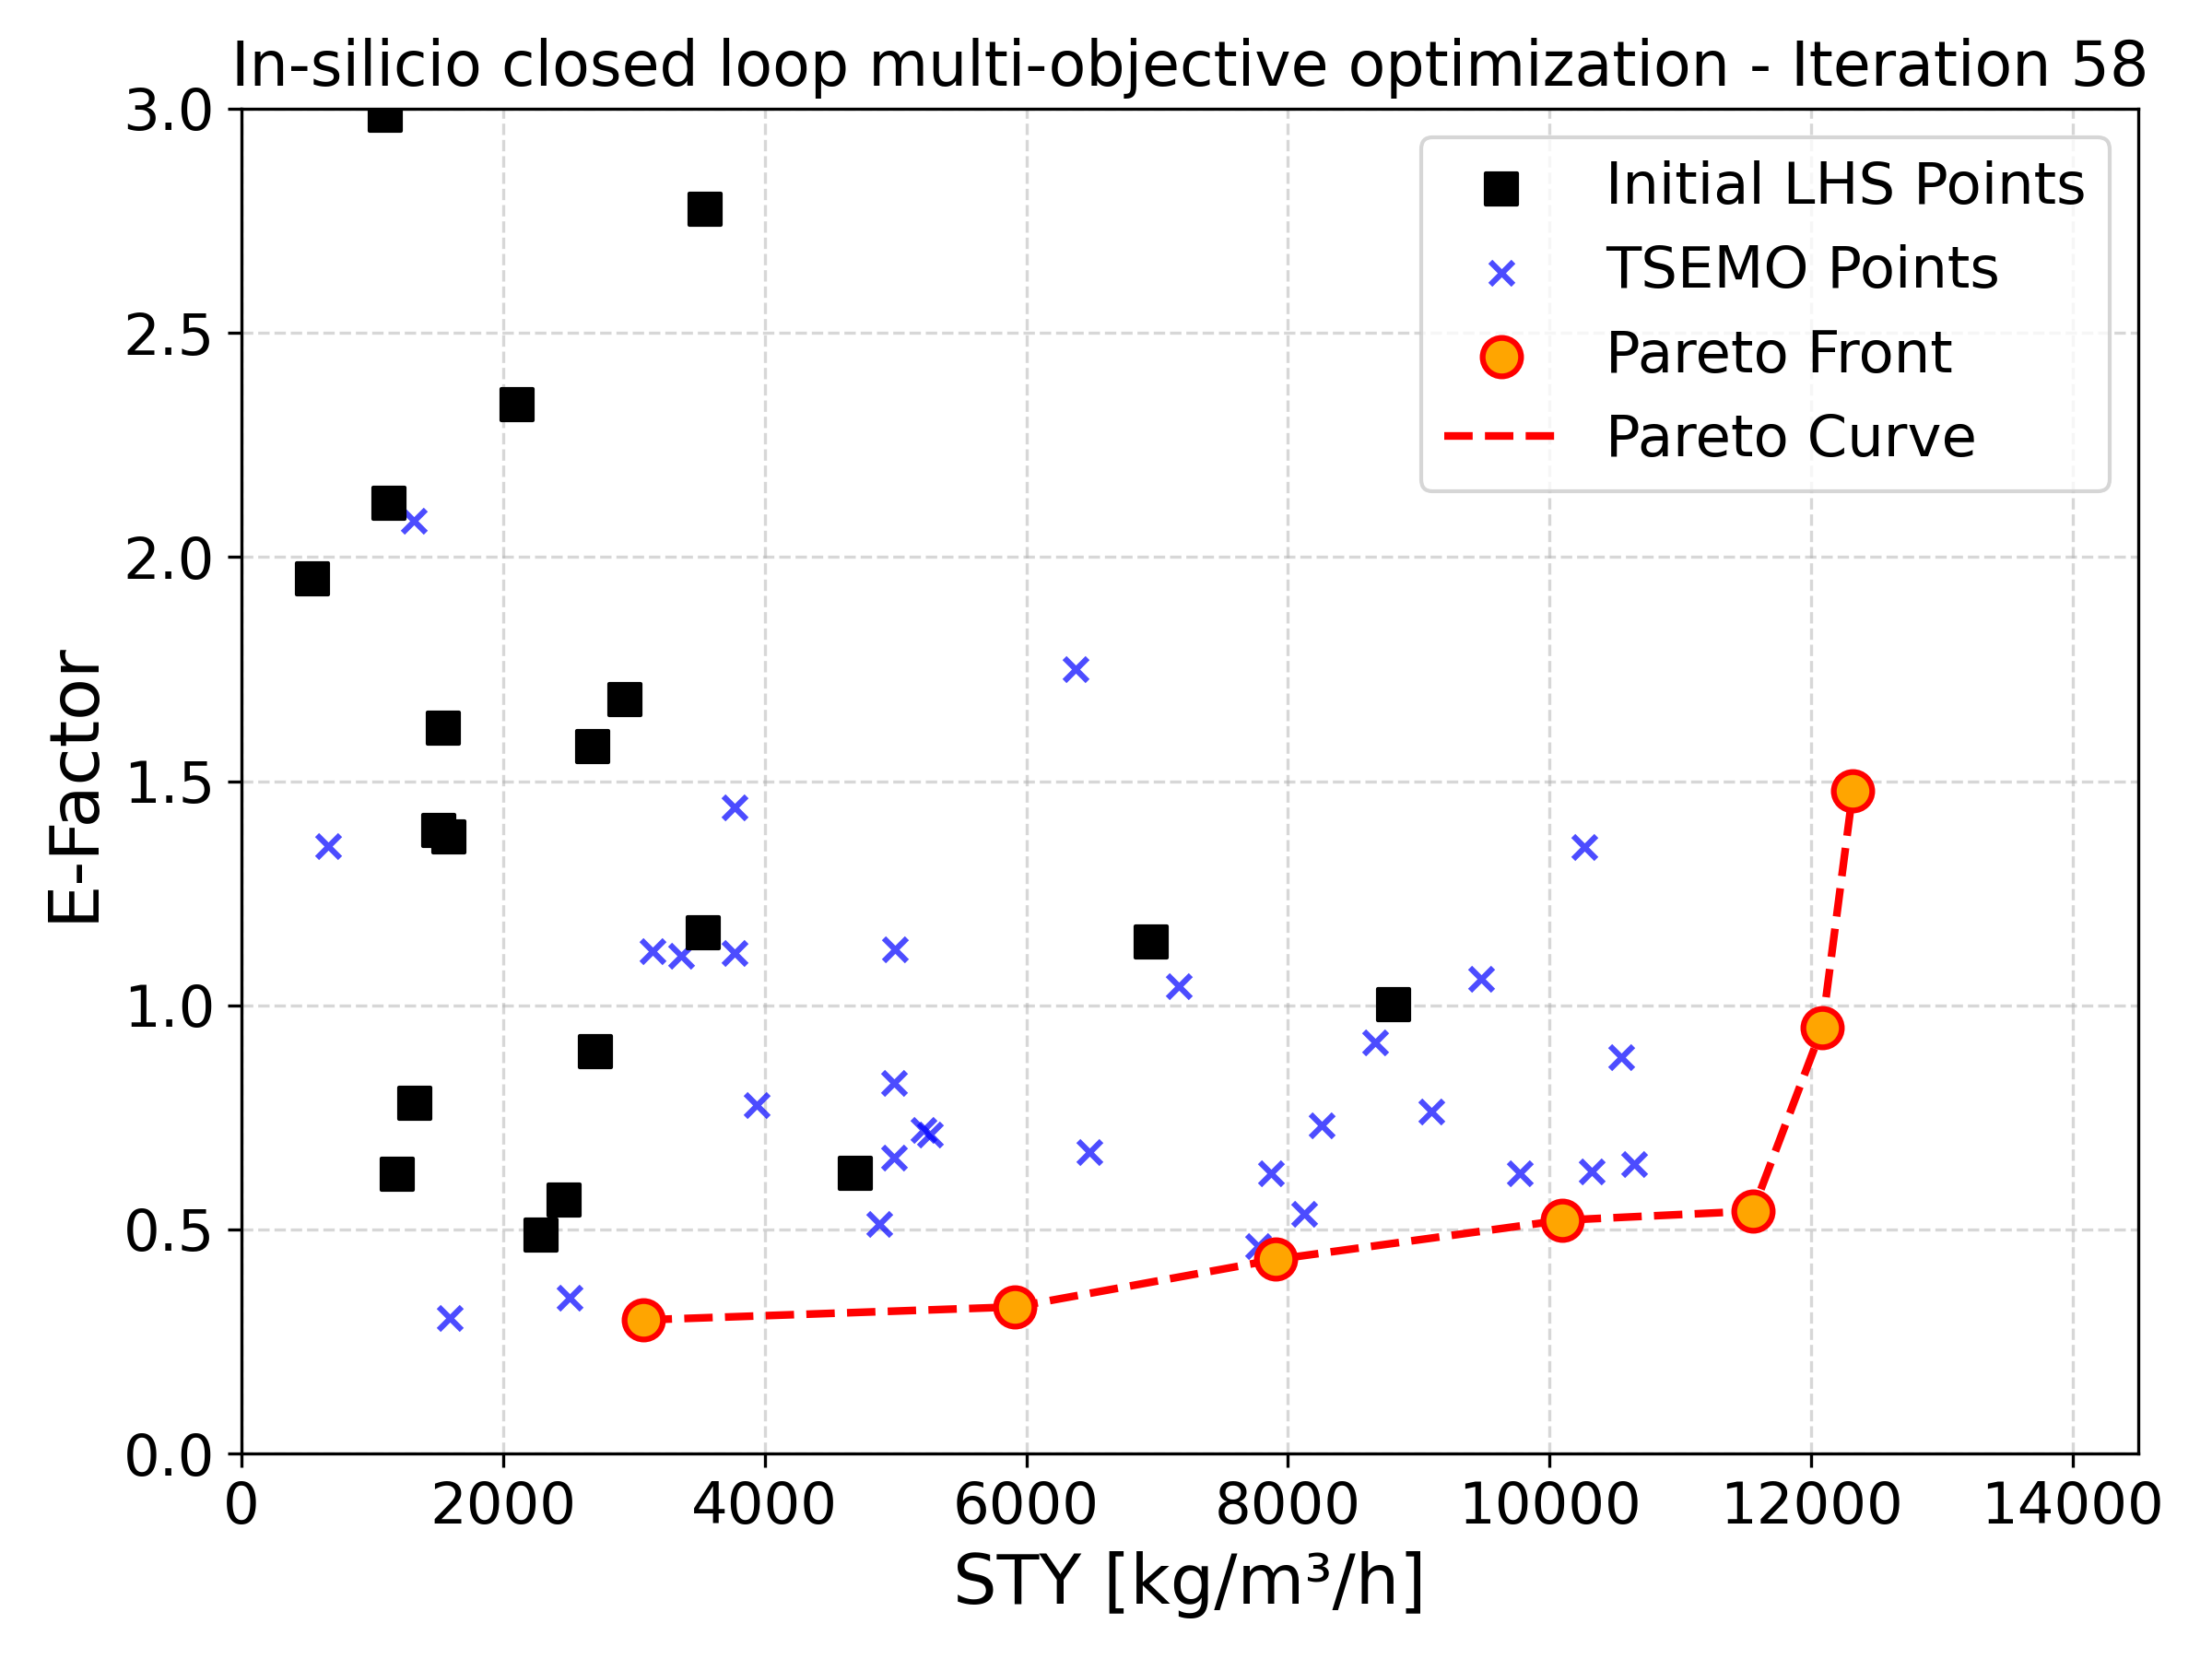 In-silicio closed loop multi-objective optimization - Iteration 58
3.0
2.5
2.0
1.5
1.0
0.5
0.0
E-Factor
Initial LHS Points
TSEMO Points
Pareto Front
Pareto Curve
0 2000 4000 6000 8000 10000 12000 14000
STY [kg/m³/h]